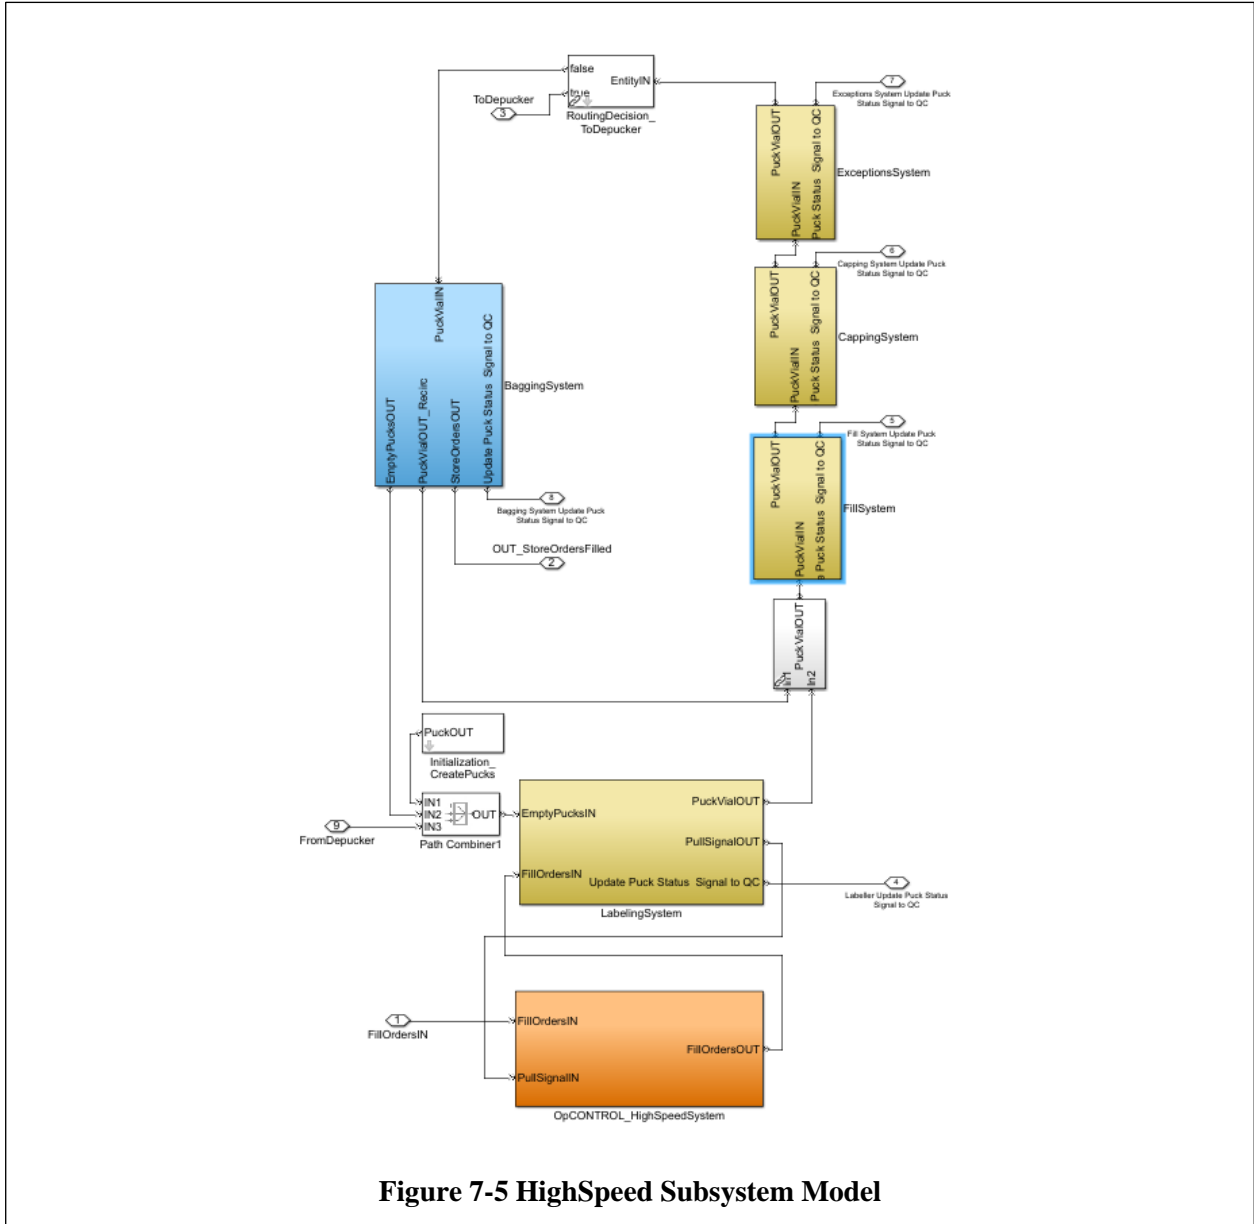 false
true
EntityIN
RoutingDecision_
ToDepucker
ToDepucker
3
7
Exceptions System Update Puck
Status Signal to QC
PuckVialOUT
PuckVialIN
Puck Status  Signal to QC
ExceptionsSystem
6
Capping System Update Puck
Status Signal to QC
PuckVialOUT
PuckVialIN
Puck Status  Signal to QC
CappingSystem
5
Fill System Update Puck
Status Signal to QC
PuckVialOUT
PuckVialIN
e Puck Status  Signal to QC
FillSystem
PuckVialIN
EmptyPucksOUT
PuckVialOUT_Recirc
StoreOrdersOUT
Update Puck Status  Signal to QC
BaggingSystem
8
Bagging System Update Puck
Status Signal to QC
OUT_StoreOrdersFilled
2
PuckVialOUT
In1
In2
PuckOUT
Initialization_
CreatePucks
IN1
IN2
IN3
OUT
Path Combiner1
9
FromDepucker
EmptyPucksIN
FillOrdersIN
PuckVialOUT
PullSignalOUT
Update Puck Status  Signal to QC
LabelingSystem
4
Labeller Update Puck Status
Signal to QC
1
FillOrdersIN
FillOrdersIN
PullSignalIN
FillOrdersOUT
OpCONTROL_HighSpeedSystem
Figure 7-5 HighSpeed Subsystem Model